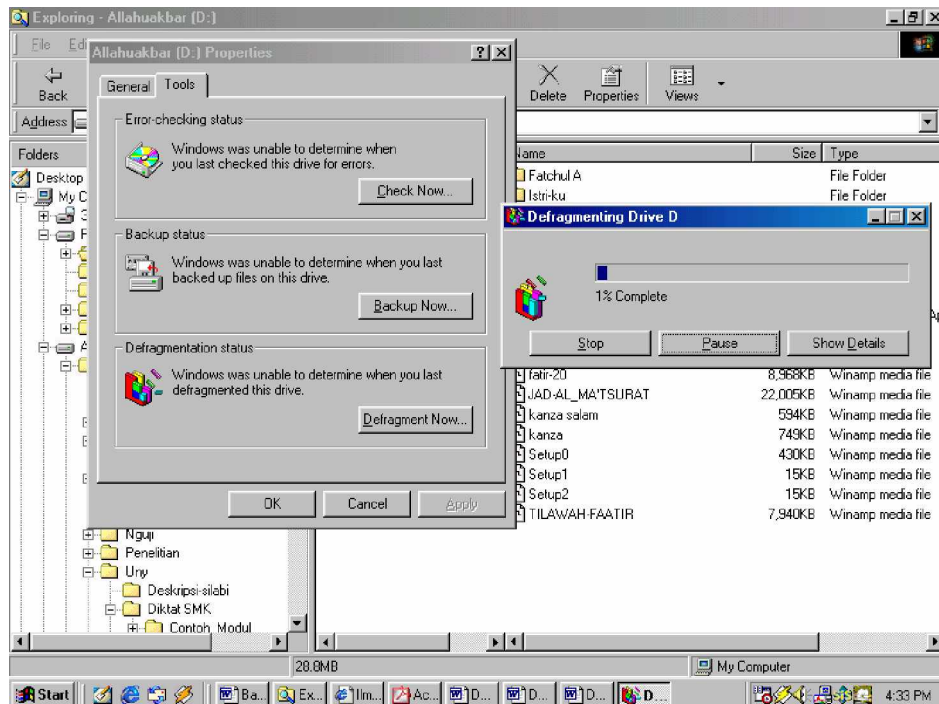 Exploring - Allahuakbar (D:)
File Ed
Back
Delete Properties Views
Address
Folders
Desktop
My C
3
F
A
Nguji
Penelitian
Uny
Deskripsi-silabi
Diktat SMK
Contoh_Modul
Allahuakbar (D:) Properties
General Tools
Error-checking status
Windows was unable to determine when
you last checked this drive for errors.
Check Now...
Backup status
Windows was unable to determine when you last
backed up files on this drive.
Backup Now...
Defragmentation status
Windows was unable to determine when you last
defragmented this drive.
Defragment Now...
OK Cancel Apply
Name Size Type
Fatchul A File Folder
Istri-ku File Folder
Defragmenting Drive D
1% Complete
Stop Pause Show Details
fatir-20 8,968KB Winamp media file
JAD-AL_MA'TSURAT 22,005KB Winamp media file
kanza salam 594KB Winamp media file
kanza 749KB Winamp media file
Setup0 430KB Winamp media file
Setup1 15KB Winamp media file
Setup2 15KB Winamp media file
TILAWAH-FAATIR 7,940KB Winamp media file
28.8MB My Computer
Start Ba... Ex... Ilm... Ac... D... D... D... D... 4:33 PM